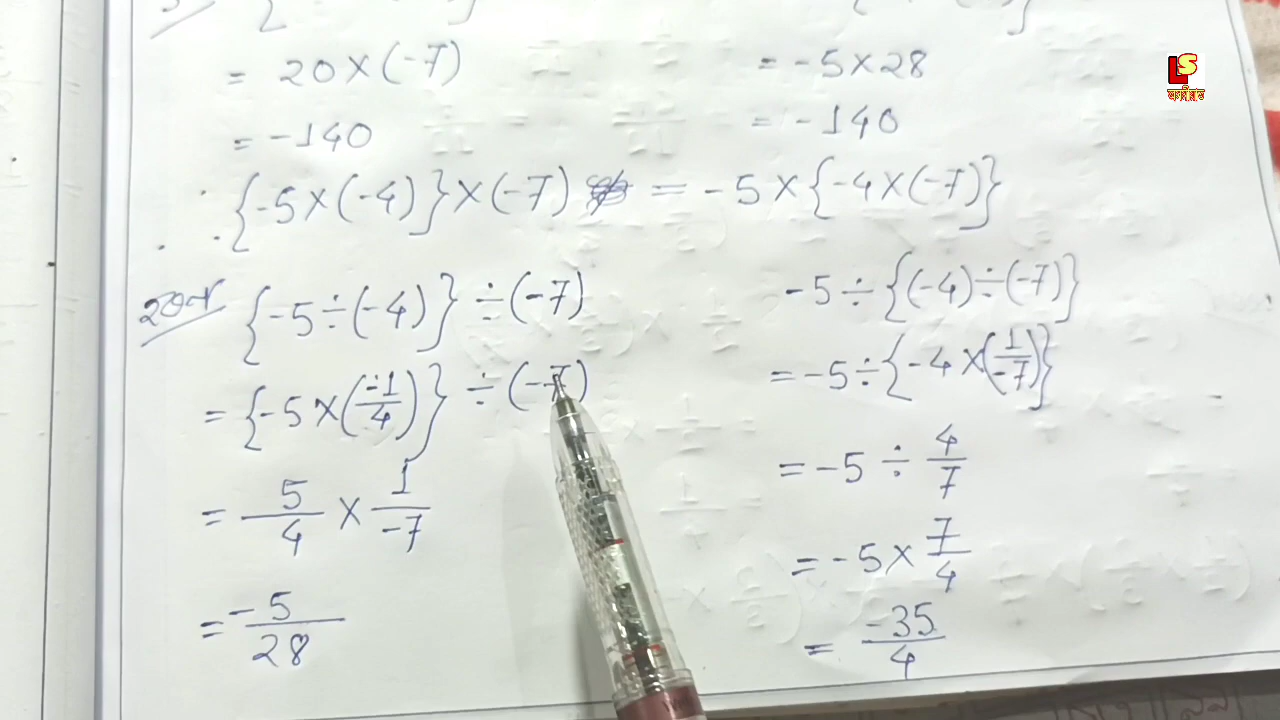 = 20 × (-7)
= -5 × 28
LS
= -140
= -140
{-5 × (-4)} × (-7) = -5 × {-4 × (-7)}
{-5 ÷ (-4)} ÷ (-7)
-5 ÷ {(-4) ÷ (-7)}
= {-5 × (-1/4)} ÷ (-7)
= -5 ÷ {-4 × (1/-7)}
= 5/4 × 1/-7
= -5 ÷ 4/7
= -5/28
= -5 × 7/4
= -35/4